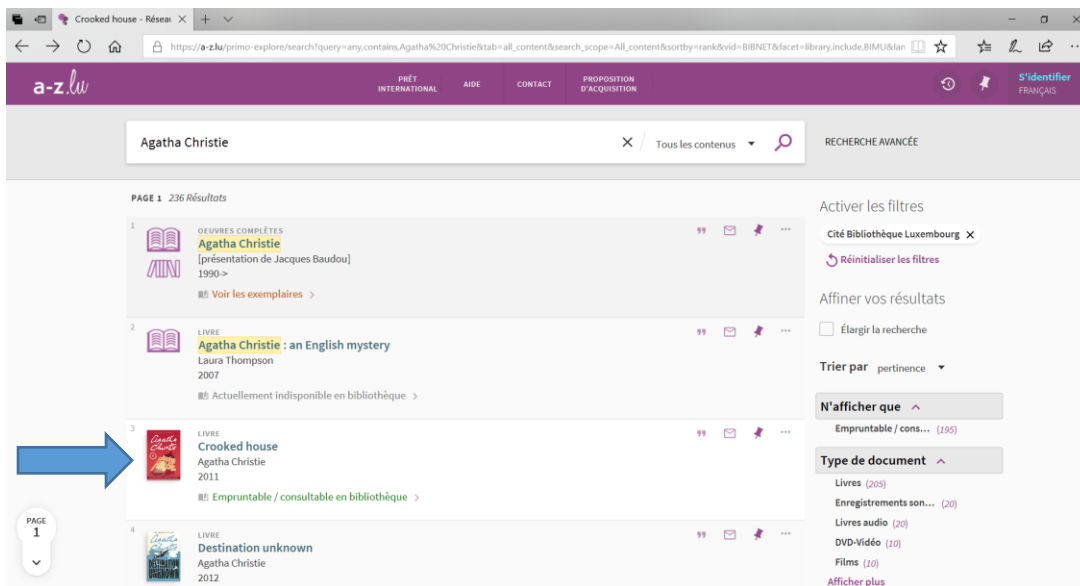 Crooked house - Réseau
https://a-z.lu/primo-explore/search?query=any,contains,Agatha%20Christie&tab=all_content&search_scope=All_content&sortby=rank&vid=BIBNET&facet=library,include,BIMU&lan
a-z.lu
PRÊT INTERNATIONAL
AIDE
CONTACT
PROPOSITION D'ACQUISITION
S'identifier
FRANÇAIS
Agatha Christie
Tous les contenus
RECHERCHE AVANCÉE
PAGE 1 236 Résultats
1
OEUVRES COMPLÈTES
Agatha Christie
[présentation de Jacques Baudou]
1990->
Voir les exemplaires >
2
LIVRE
Agatha Christie : an English mystery
Laura Thompson
2007
Actuellement indisponible en bibliothèque >
3
Agatha Christie
LIVRE
Crooked house
Agatha Christie
2011
Empruntable / consultable en bibliothèque >
4
Agatha Christie
DESTINATION UNKNOWN
LIVRE
Destination unknown
Agatha Christie
2012
PAGE
1
Activer les filtres
Cité Bibliothèque Luxembourg X
Réinitialiser les filtres
Affiner vos résultats
Élargir la recherche
Trier par pertinence
N'afficher que
Empruntable / cons... (195)
Type de document
Livres (205)
Enregistrements son... (20)
Livres audio (20)
DVD-Vidéo (10)
Films (10)
Afficher plus